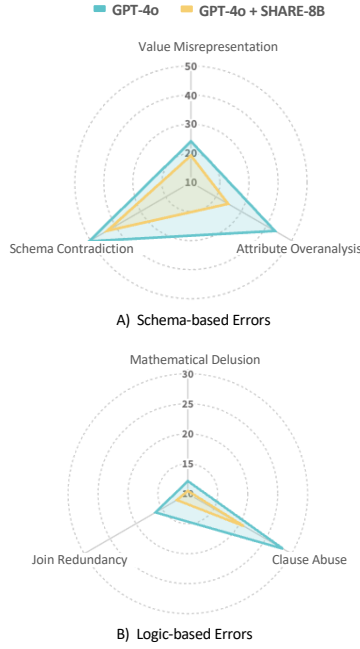 GPT-4o GPT-4o + SHARE-8B
Value Misrepresentation
50
40
30
20
10
Schema Contradiction Attribute Overanalysis
A) Schema-based Errors
Mathematical Delusion
30
25
20
15
10
Join Redundancy Clause Abuse
B) Logic-based Errors